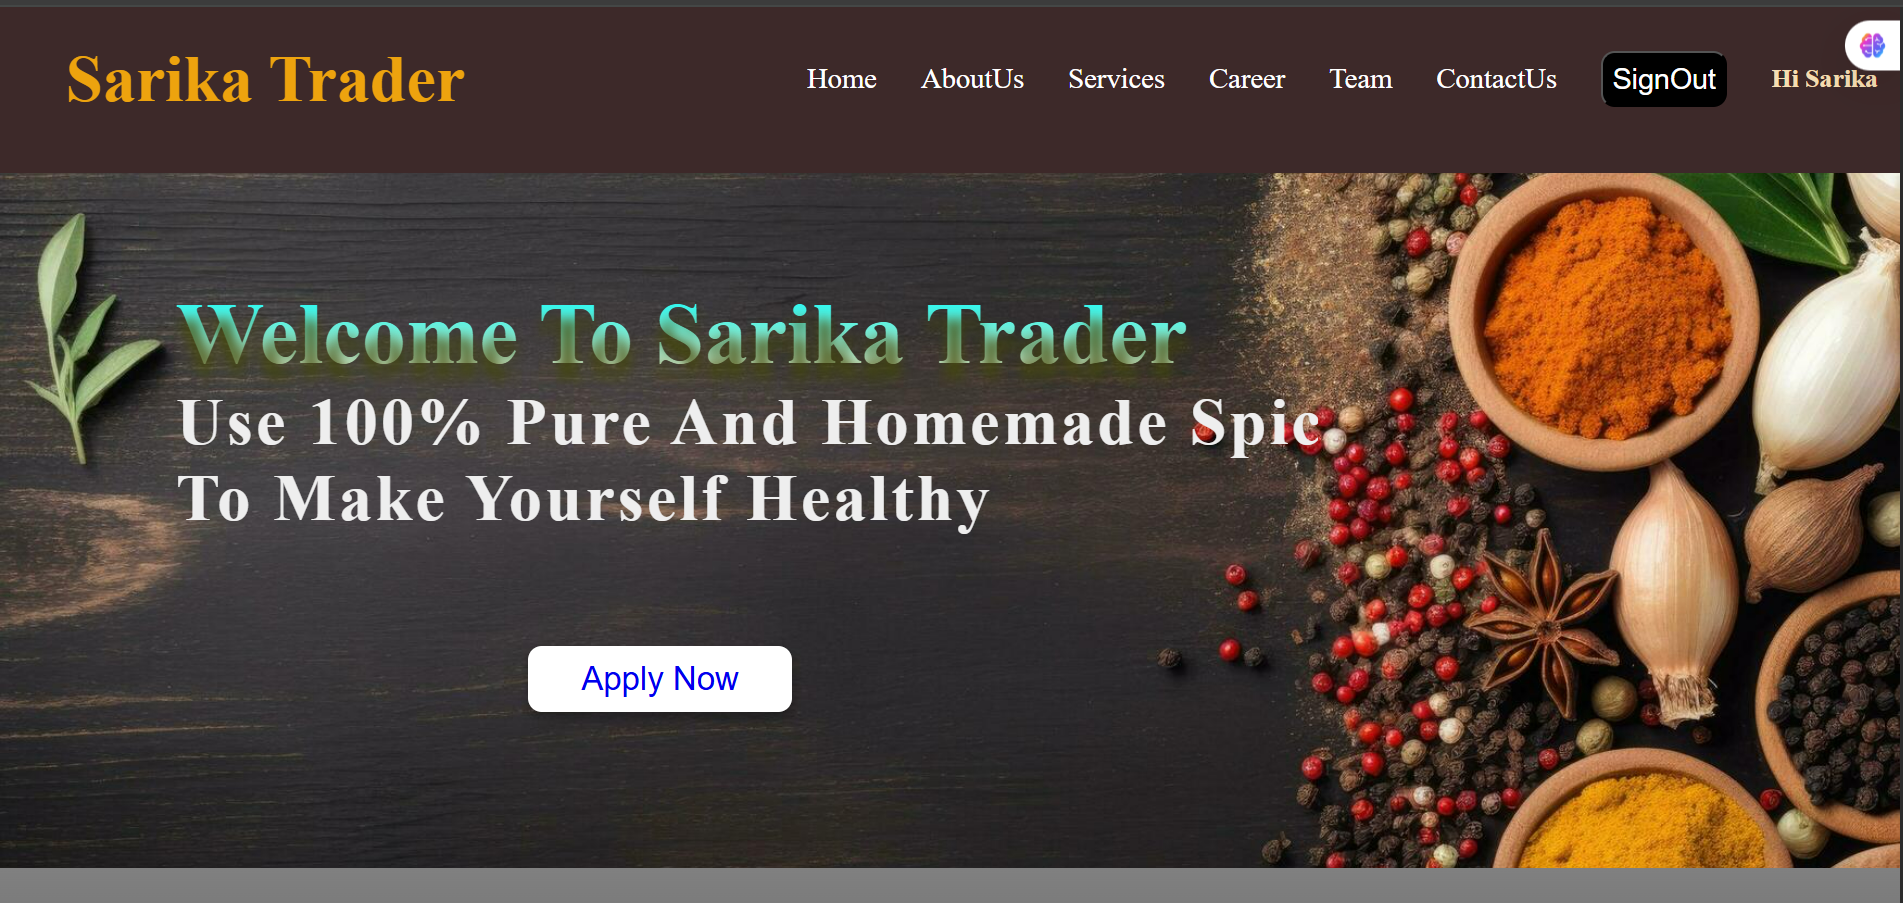 Sarika Trader
Home AboutUs Services Career Team ContactUs SignOut Hi Sarika
Welcome To Sarika Trader
Use 100% Pure And Homemade Spic
To Make Yourself Healthy
Apply Now